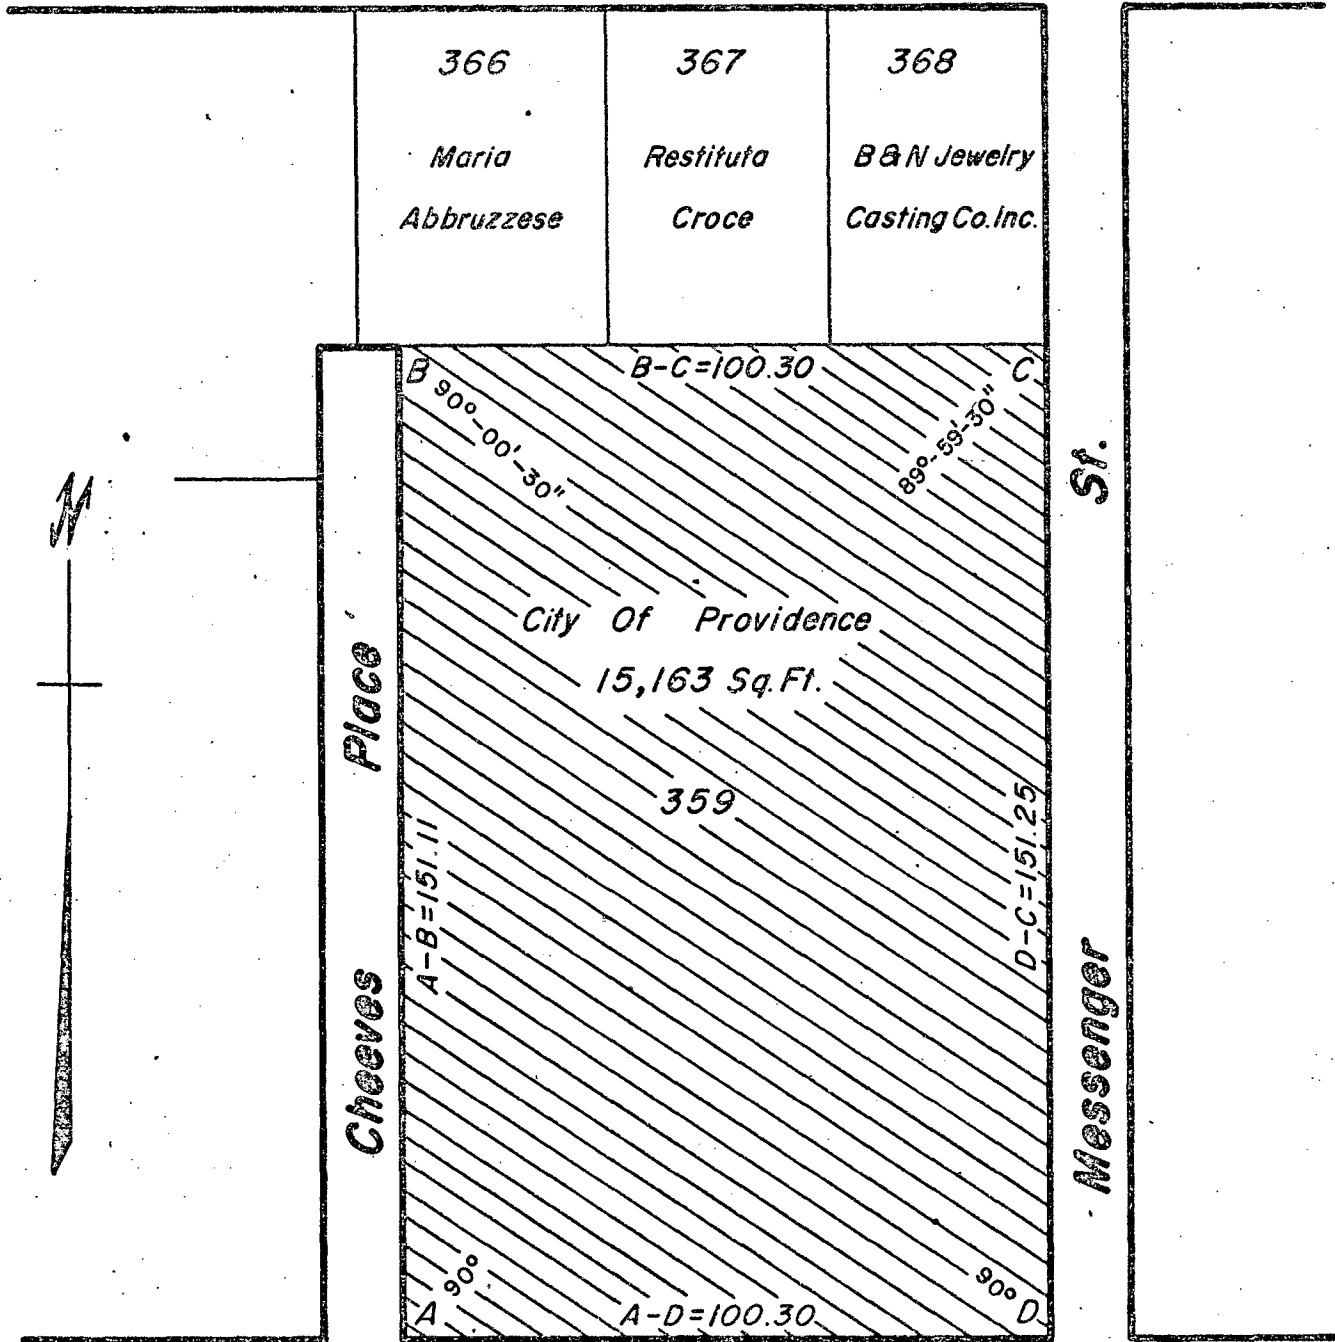 366
Maria
Abbruzzese
367
Restituta
Croce
368
B & N Jewelry
Casting Co. Inc.
B
B-C=100.30
C
90°-00'-30"
89°-59'-30"
St.
N
City Of Providence
15,163 Sq. Ft.
Place
359
A-B=151.11
D-C=151.25
Cheeves
Messenger
90°
90°
A
A-D=100.30
D